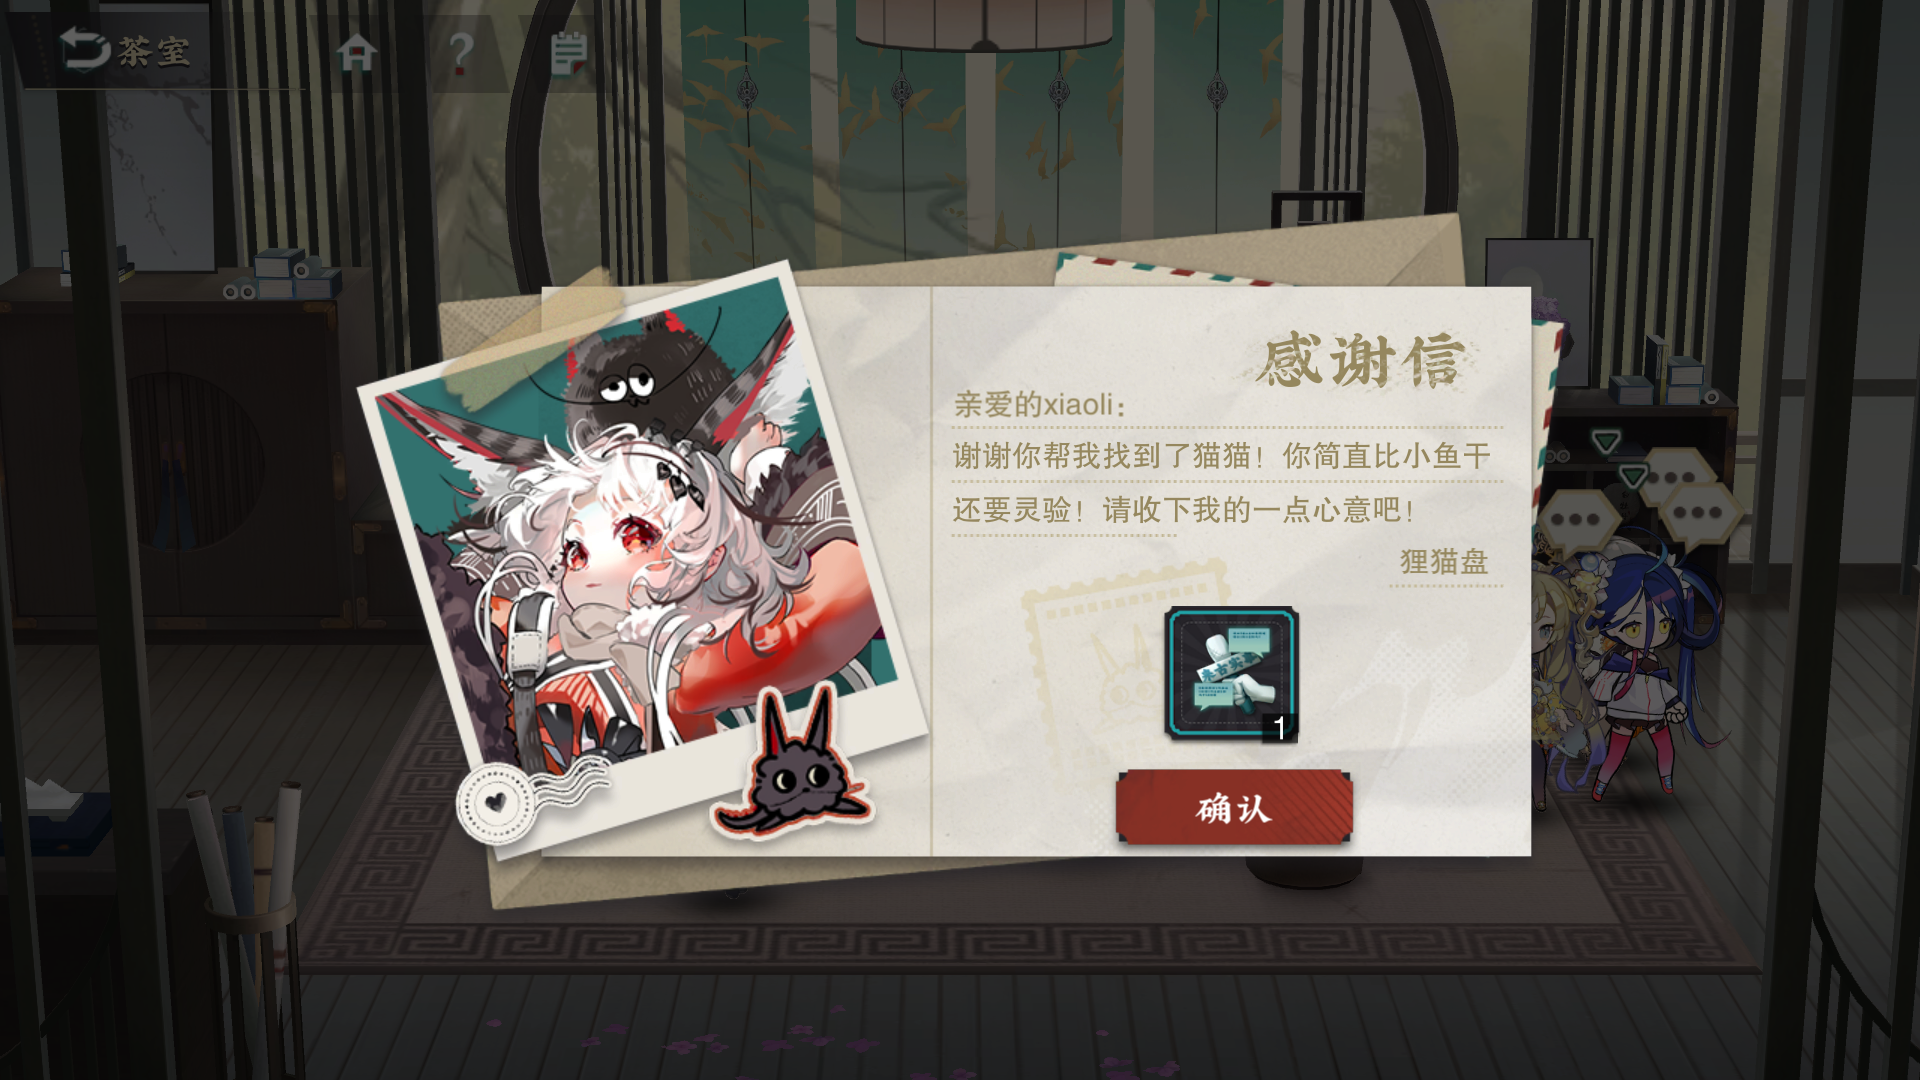 茶室
?
感谢信
亲爱的xiaoli：
谢谢你帮我找到了猫猫！你简直比小鱼干
还要灵验！请收下我的一点心意吧！
狸猫盘
1
确认